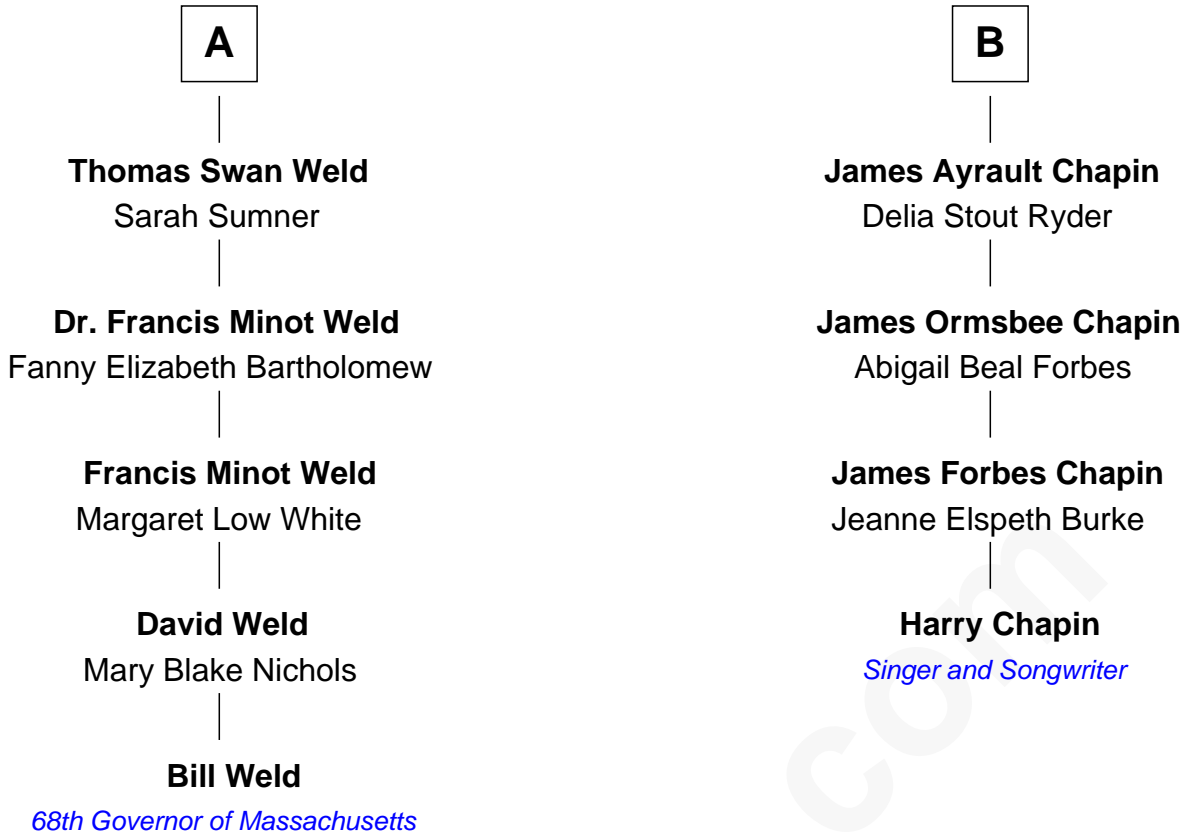 A
Thomas Swan Weld
Sarah Sumner
Dr. Francis Minot Weld
Fanny Elizabeth Bartholomew
Francis Minot Weld
Margaret Low White
David Weld
Mary Blake Nichols
Bill Weld
68th Governor of Massachusetts
B
James Ayrault Chapin
Delia Stout Ryder
James Ormsbee Chapin
Abigail Beal Forbes
James Forbes Chapin
Jeanne Elspeth Burke
Harry Chapin
Singer and Songwriter
com